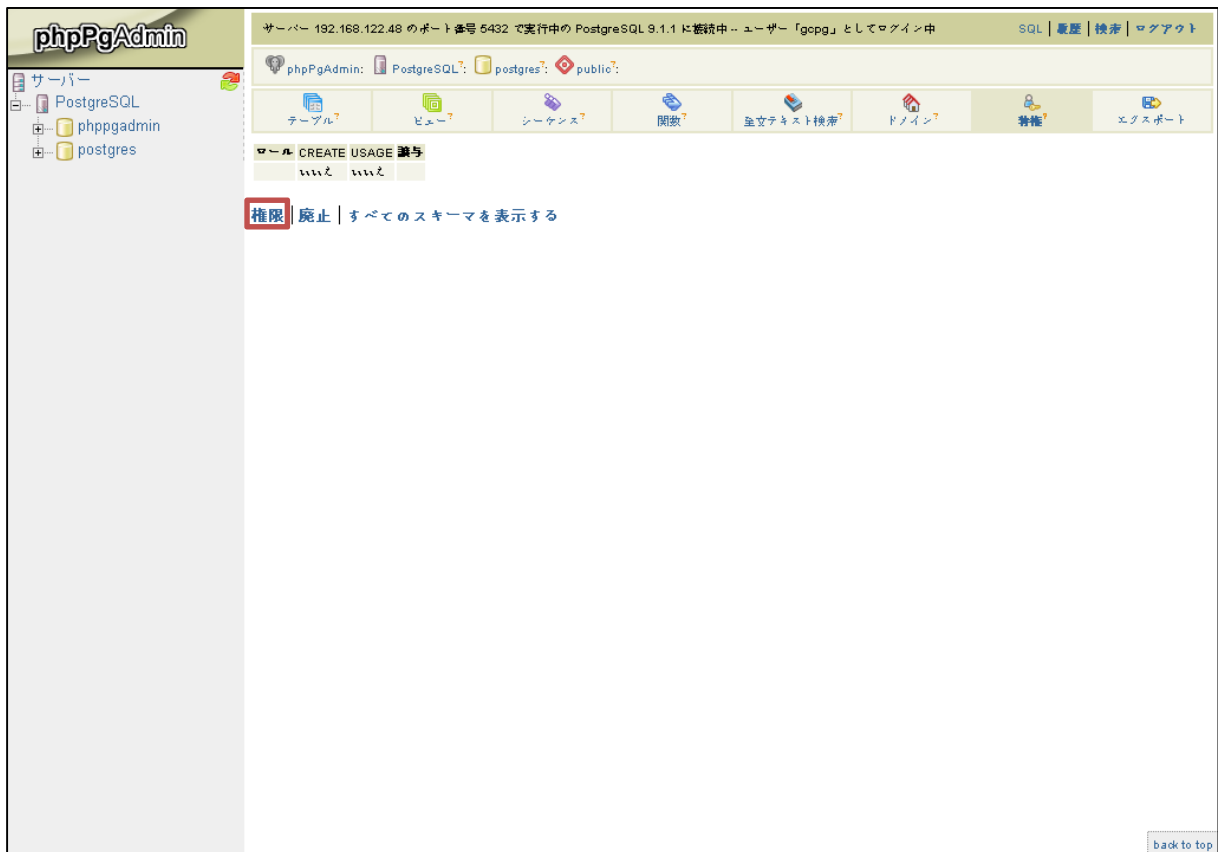 phpPgAdmin
サーバー 192.168.122.48 のポート番号 5432 で実行中の PostgreSQL 9.1.1 に接続中 -- ユーザー「gopg」としてログイン中
SQL | 履歴 | 検索 | ログアウト
サーバー
PostgreSQL
phppgadmin
postgres
phpPgAdmin: PostgreSQL?: postgres?: public?:
テーブル? ビュー? シーケンス? 関数? 全文テキスト検索? ドメイン? 特権? エクスポート
ロール CREATE USAGE 譲与
いいえ いいえ
権限 | 廃止 | すべてのスキーマを表示する
back to top